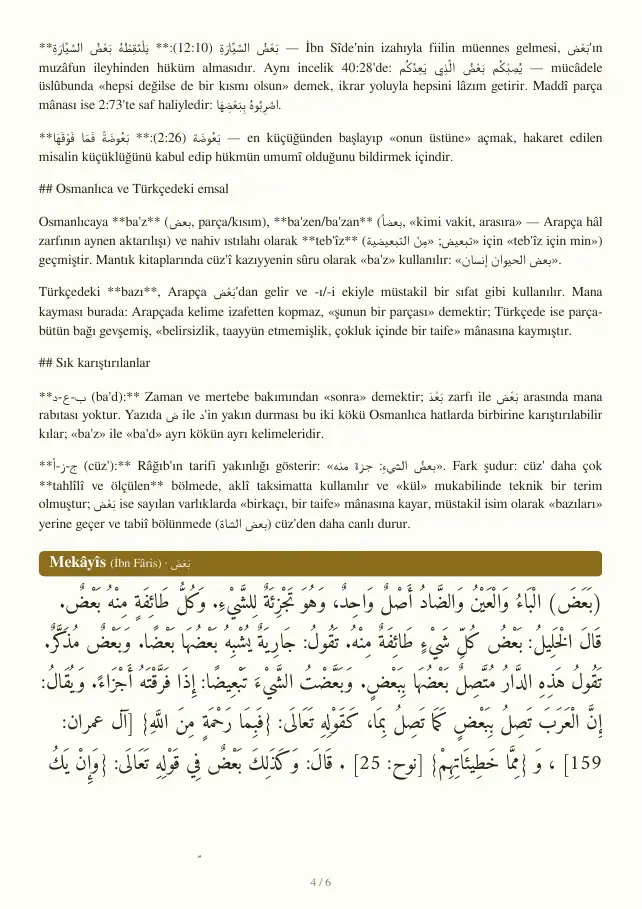 **بَعْضُ السَّيَّارَةِ (12:10):** يَلْتَقِطْهُ بَعْضُ السَّيَّارَةِ — İbn Sîde'nin izahıyla fiilin müennes gelmesi, بَعْض'ın
muzâfun ileyhinden hüküm almasıdır. Aynı incelik 40:28'de: يُصِبْكُم بَعْضُ الَّذِي يَعِدُكُمْ — mücâdele
üslûbunda «hepsi değilse de bir kısmı olsun» demek, ikrar yoluyla hepsini lâzım getirir. Maddî parça
mânası ise 2:73'te saf haliyledir: اضْرِبُوهُ بِبَعْضِهَا.
**بَعُوضَةً فَمَا فَوْقَهَا (2:26):** بَعُوضَة — en küçüğünden başlayıp «onun üstüne» açmak, hakaret edilen
misalin küçüklüğünü kabul edip hükmün umumî olduğunu bildirmek içindir.
## Osmanlıca ve Türkçedeki emsal
Osmanlıcaya **ba'z** (بعض, parça/kısım), **ba'zen/ba'zan** (بعضاً, «kimi vakit, arasıra» — Arapça hâl
zarfının aynen aktarılışı) ve nahiv ıstılahı olarak **teb'îz** (تبعيض; «مِنْ التبعيضية» için «teb'îz için min»)
geçmiştir. Mantık kitaplarında cüz'î kazıyyenin sûru olarak «ba'z» kullanılır: «بعض الحيوان إنسان».
Türkçedeki **bazı**, Arapça بَعْض'dan gelir ve -ı/-i ekiyle müstakil bir sıfat gibi kullanılır. Mana
kayması burada: Arapçada kelime izafetten kopmaz, «şunun bir parçası» demektir; Türkçede ise parça-
bütün bağı gevşemiş, «belirsizlik, taayyün etmemişlik, çokluk içinde bir taife» mânasına kaymıştır.
## Sık karıştırılanlar
**ب-ع-د (ba'd):** Zaman ve mertebe bakımından «sonra» demektir; بَعْدَ zarfı ile بَعْض arasında mana
rabıtası yoktur. Yazıda ض ile د'in yakın durması bu iki kökü Osmanlıca hatlarda birbirine karıştırılabilir
kılar; «ba'z» ile «ba'd» ayrı kökün ayrı kelimeleridir.
**ج-ز-أ (cüz'):** Râğıb'ın tarifi yakınlığı gösterir: «بعضُ الشيءِ: جزءٌ منه». Fark şudur: cüz' daha çok
**tahlîlî ve ölçülen** bölmede, aklî taksimatta kullanılır ve «kül» mukabilinde teknik bir terim
olmuştur; بَعْض ise sayılan varlıklarda «birkaçı, bir taife» mânasına kayar, müstakil isim olarak «bazıları»
yerine geçer ve tabiî bölünmede (بعض الشاة) cüz'den daha canlı durur.
Mekâyîs (İbn Fâris) · بَعَضَ
(بَعَضَ) الْبَاءُ وَالْعَيْنُ وَالضَّادُ أَصْلٌ وَاحِدٌ، وَهُوَ تَجْزِئَةٌ لِلشَّيْءِ. وَكُلُّ طَائِفَةٍ مِنْهُ بَعْضٌ.
قَالَ الْخَلِيلُ: بَعْضُ كُلِّ شَيْءٍ طَائِفَةٌ مِنْهُ. تَقُولُ: جَارِيَةٌ يُشْبِهُ بَعْضُهَا بَعْضًا. وَبَعْضٌ مُذَكَّرٌ.
تَقُولُ هَذِهِ الدَّارُ مُتَّصِلٌ بَعْضُهَا بِبَعْضٍ. وَبَعَّضْتُ الشَّيْءَ تَبْعِيضًا: إِذَا فَرَّقْتَهُ أَجْزَاءً. وَيُقَالُ:
إِنَّ الْعَرَبَ تَصِلُ بِبَعْضٍ كَمَا تَصِلُ بِمَا، كَقَوْلِهِ تَعَالَى: {فَبِمَا رَحْمَةٍ مِنَ اللَّهِ} [آل عمران:
159] ، وَ {مِمَّا خَطِيئَاتِهِمْ} [نوح: 25] . قَالَ: وَكَذَلِكَ بَعْضٌ فِي قَوْلِهِ تَعَالَى: {وَإِنْ يَكُ
4 / 6